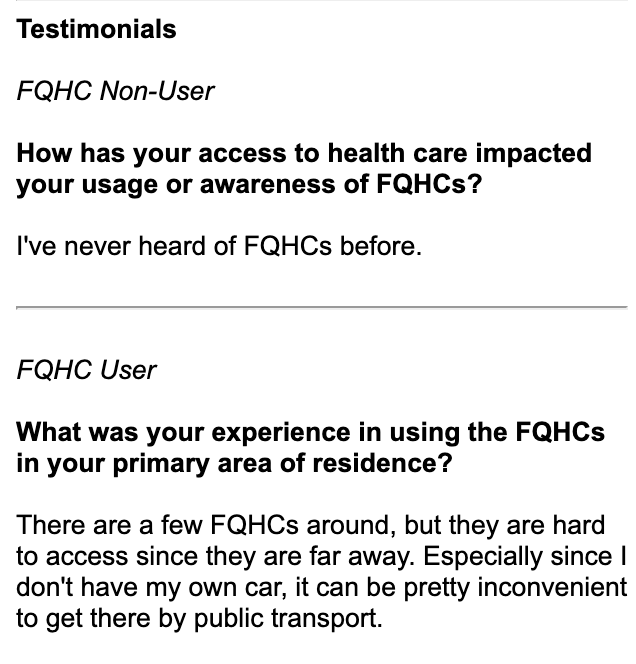 Testimonials
FQHC Non-User
How has your access to health care impacted
your usage or awareness of FQHCs?
I've never heard of FQHCs before.
FQHC User
What was your experience in using the FQHCs
in your primary area of residence?
There are a few FQHCs around, but they are hard
to access since they are far away. Especially since I
don't have my own car, it can be pretty inconvenient
to get there by public transport.